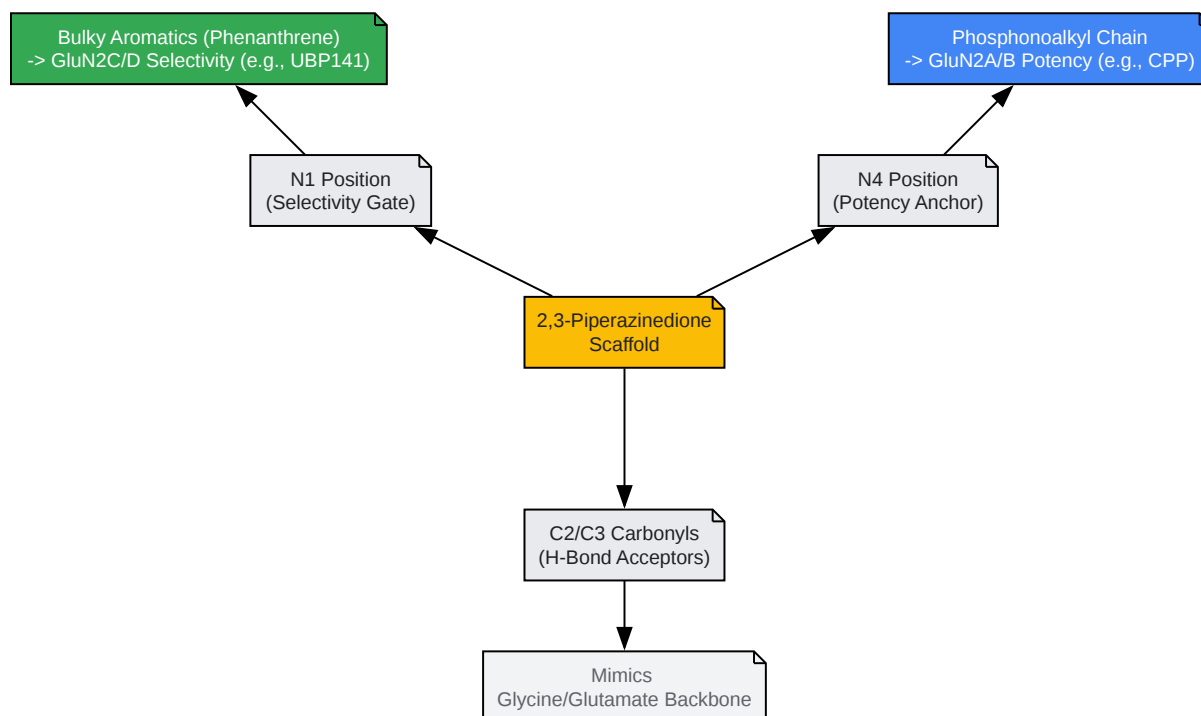 Bulky Aromatics (Phenanthrene)
-> GluN2C/D Selectivity (e.g., UBP141)
Phosphonoalkyl Chain
-> GluN2A/B Potency (e.g., CPP)
N1 Position
(Selectivity Gate)
N4 Position
(Potency Anchor)
2,3-Piperazinedione
Scaffold
C2/C3 Carbonyls
(H-Bond Acceptors)
Mimics
Glycine/Glutamate Backbone